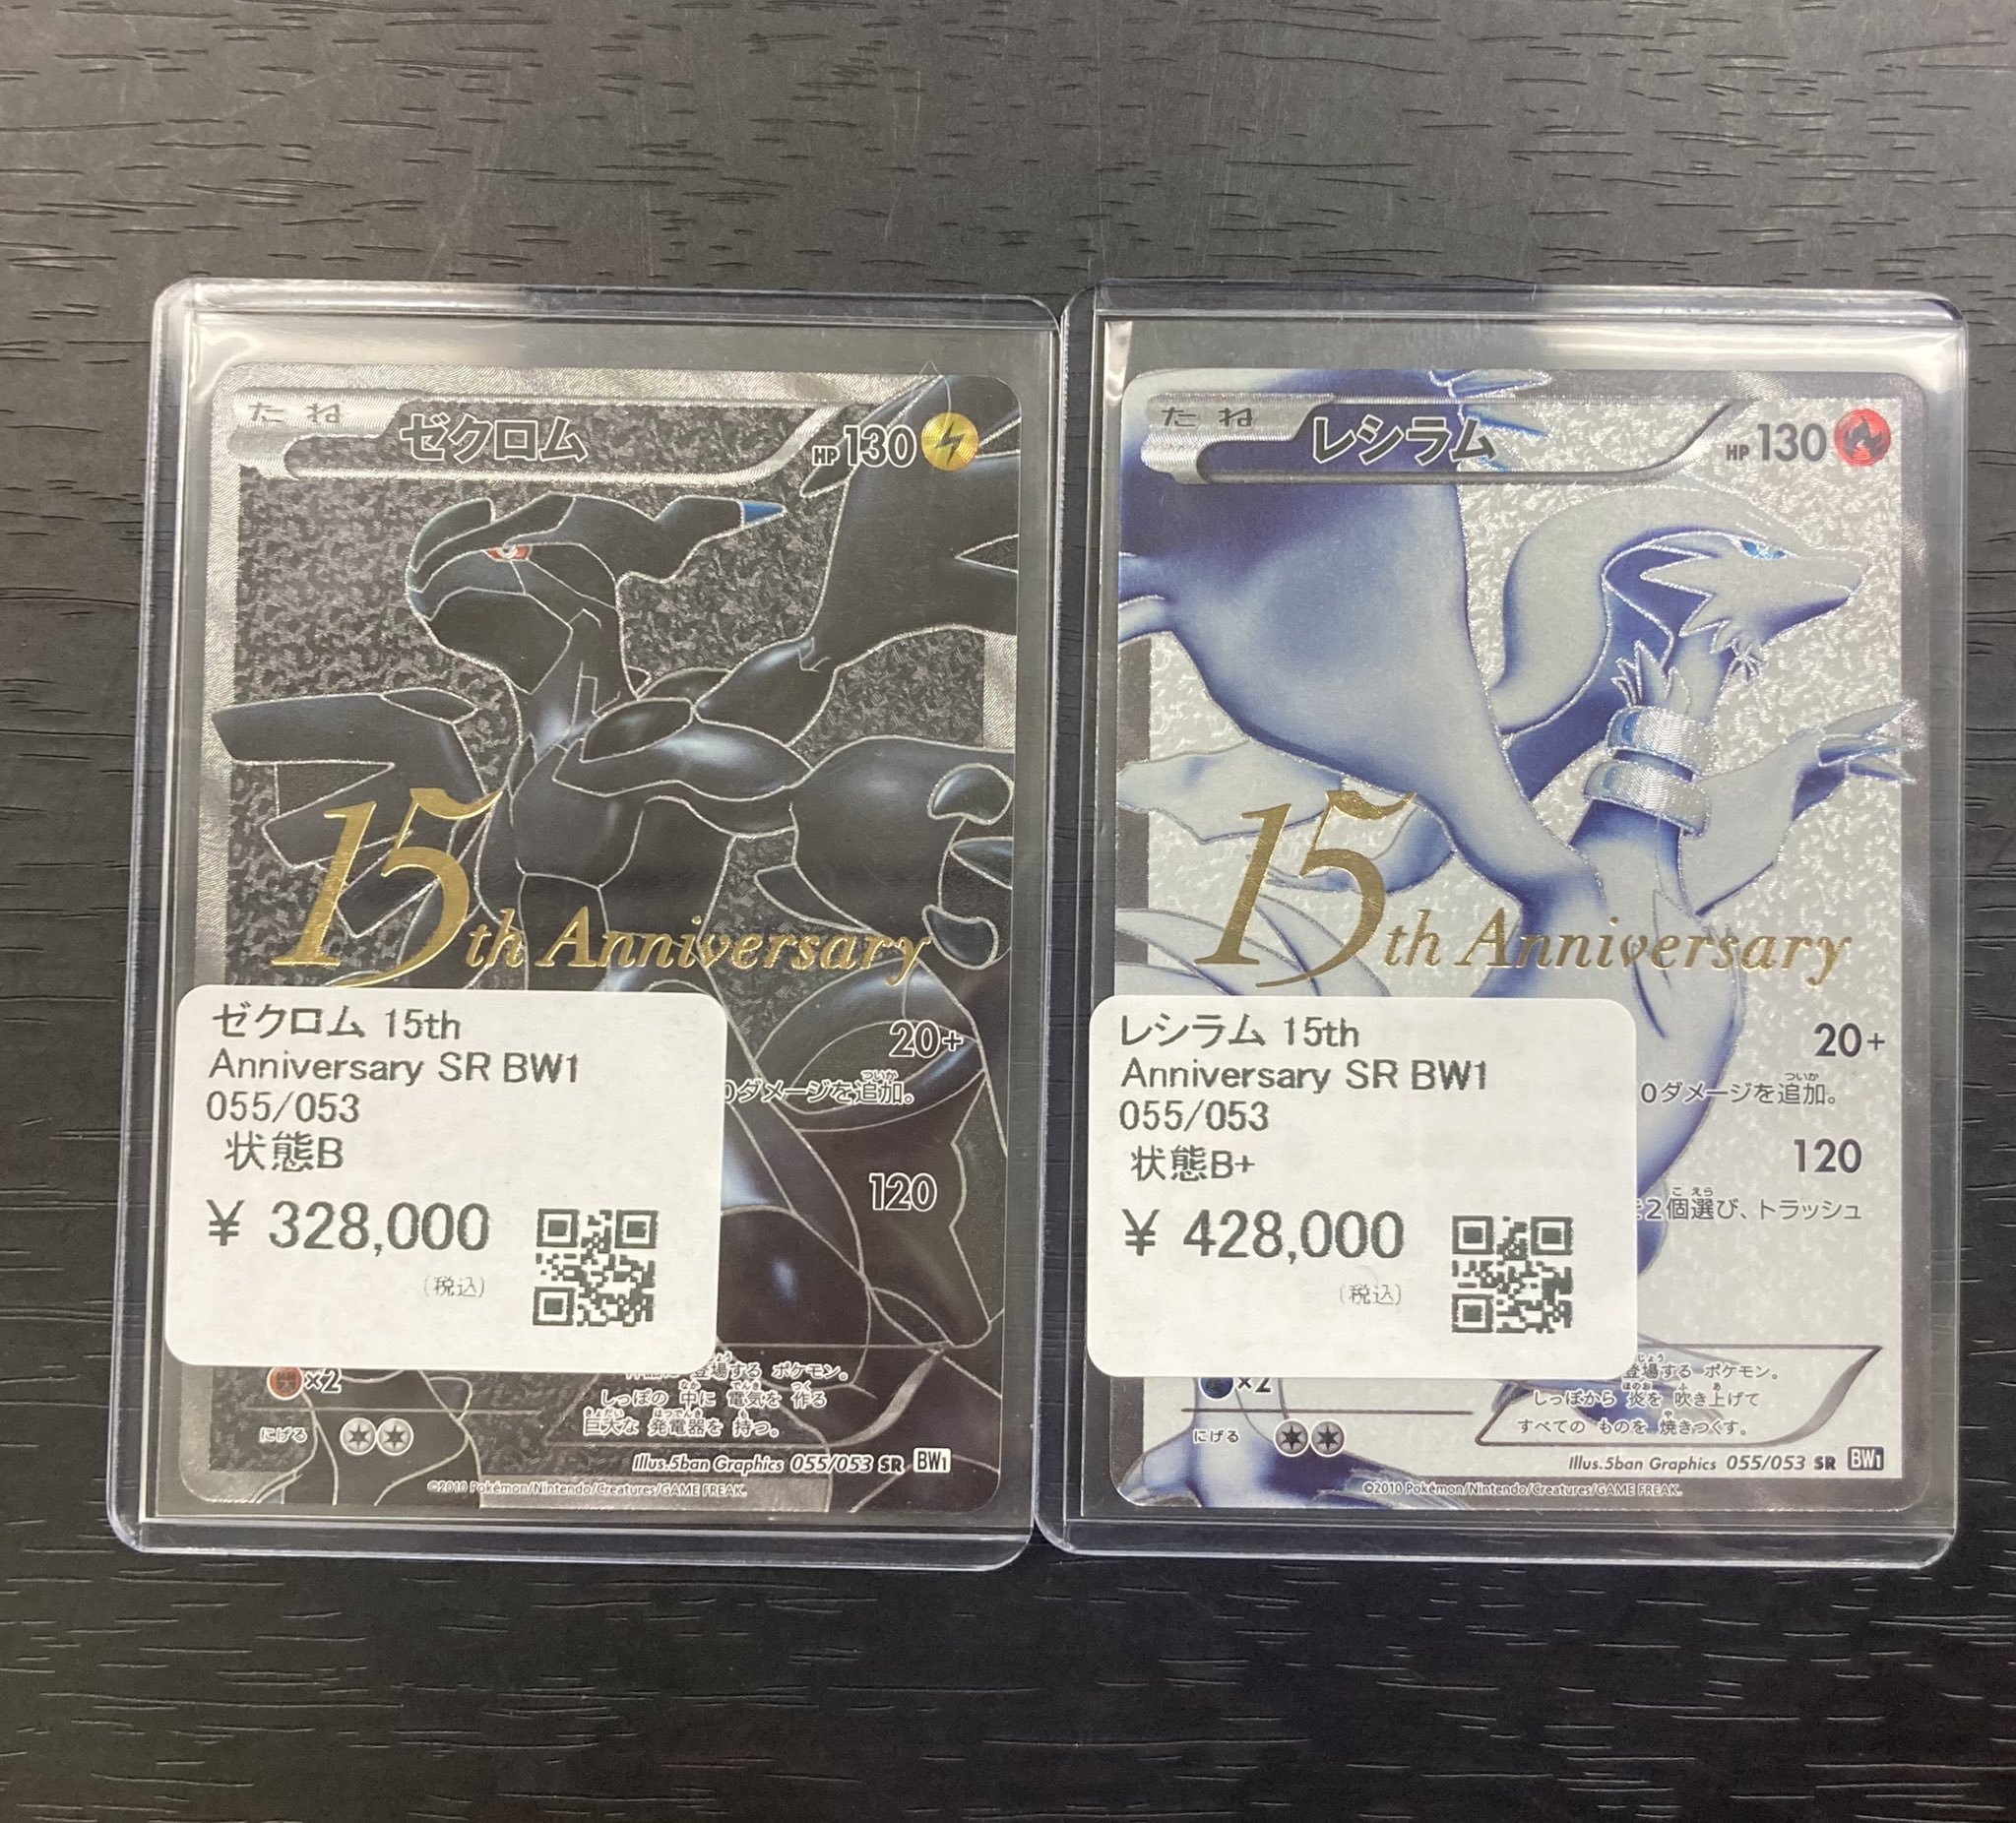 たね
ゼクロム
HP130
15th Anniversary
ゼクロム 15th
Anniversary SR BW1
055/053
状態B
¥ 328,000
(税込)
20+
ついか
0ダメージを追加。
120
×2
登場する ポケモン。
しっぽの 中に 電気を 作る
巨大な 発電器を 持つ。
にげる
Illus.5ban Graphics 055/053 SR BW1
©2010 Pokémon/Nintendo/Creatures/GAME FREAK.
たね
レシラム
HP130
15th Anniversary
レシラム 15th
Anniversary SR BW1
055/053
状態B+
¥ 428,000
(税込)
20+
ついか
0ダメージを追加。
120
こ えら
2個選び、トラッシュ
×2
登場する ポケモン。
しっぽから 炎を 吹き上げて
すべての ものを 焼きつくす。
にげる
Illus.5ban Graphics 055/053 SR BW1
©2010 Pokémon/Nintendo/Creatures/GAME FREAK.